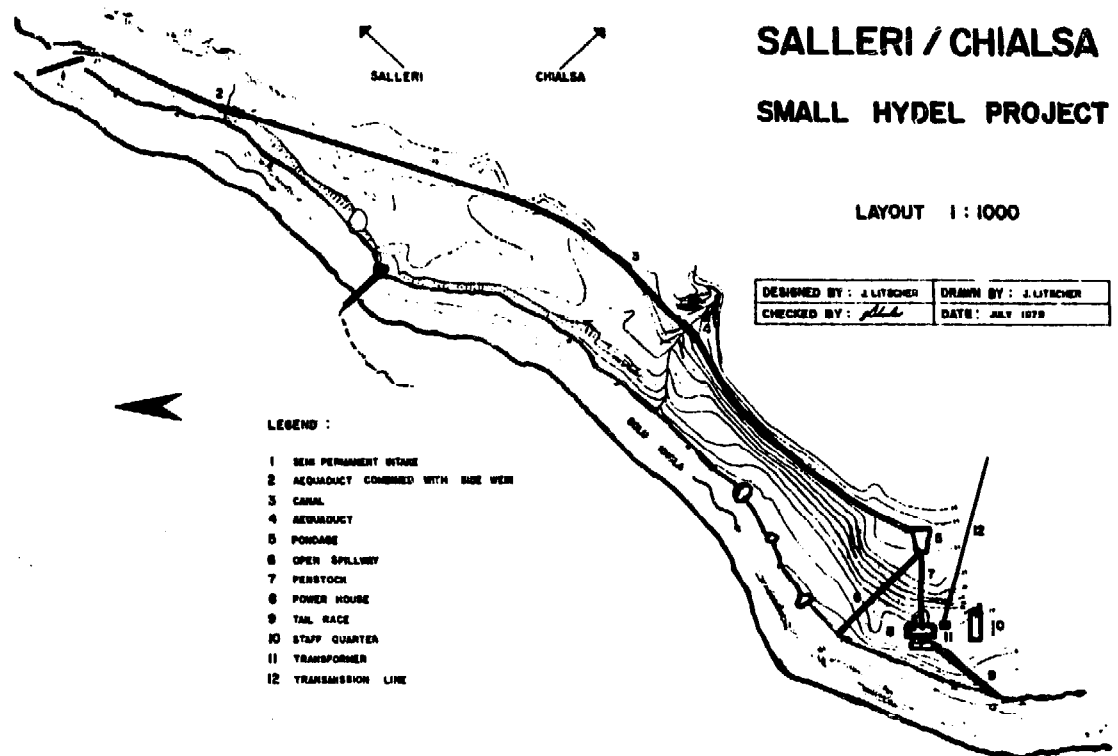 SALLERI / CHIALSA
SMALL HYDEL PROJECT
LAYOUT 1 : 1000
DESIGNED BY : J. LITSCHER
DRAWN BY : J. LITSCHER
CHECKED BY :
DATE : JULY 1979
SALLERI
CHIALSA
2
3
4
5
12
7
6
8
11
10
9
LEGEND :
1 SEMI PERMANENT INTAKE
2 AEQUADUCT COMBINED WITH SIDE WEIR
3 CANAL
4 AEQUADUCT
5 PONDAGE
6 OPEN SPILLWAY
7 PENSTOCK
8 POWER HOUSE
9 TAIL RACE
10 STAFF QUARTER
11 TRANSFORMER
12 TRANSMISSION LINE